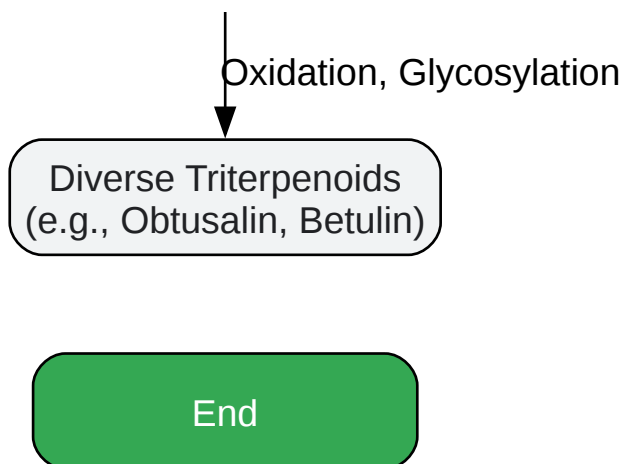 Oxidation, Glycosylation
Diverse Triterpenoids
(e.g., Obtusalin, Betulin)
End